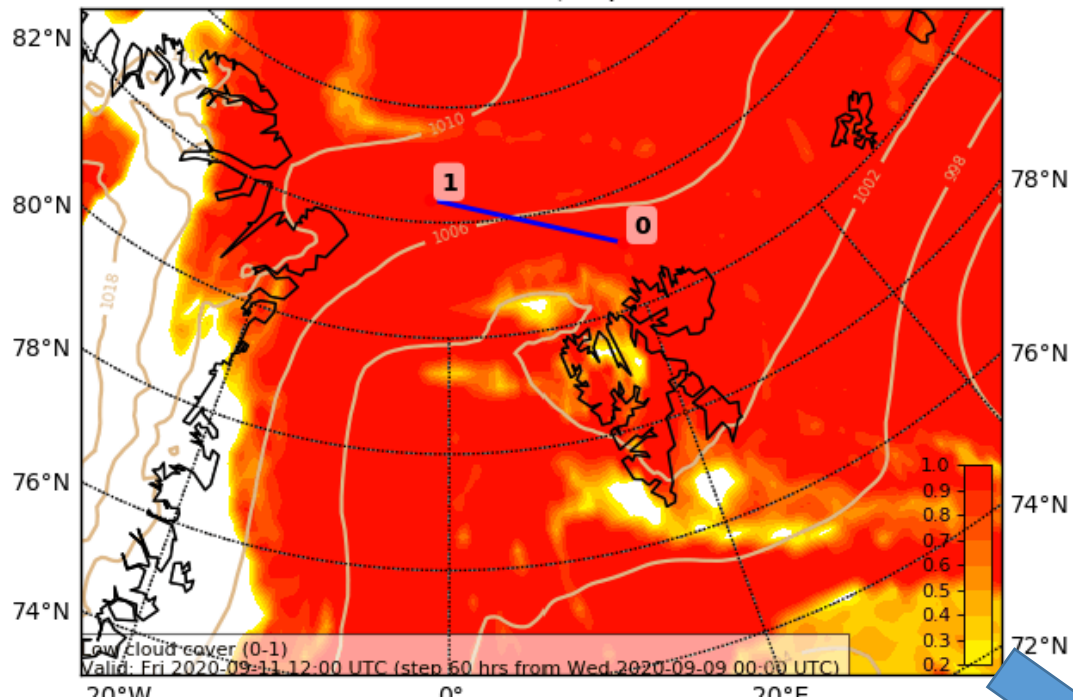 82°N
80°N
78°N
76°N
74°N
78°N
76°N
74°N
72°N
1010
1006
1002
998
1018
1
0
1.0
0.9
0.8
0.7
0.6
0.5
0.4
0.3
0.2
Low cloud cover (0-1)
Valid: Fri 2020-09-11 12:00 UTC (step 60 hrs from Wed 2020-09-09 00:00 UTC)
20°W
0°
20°E